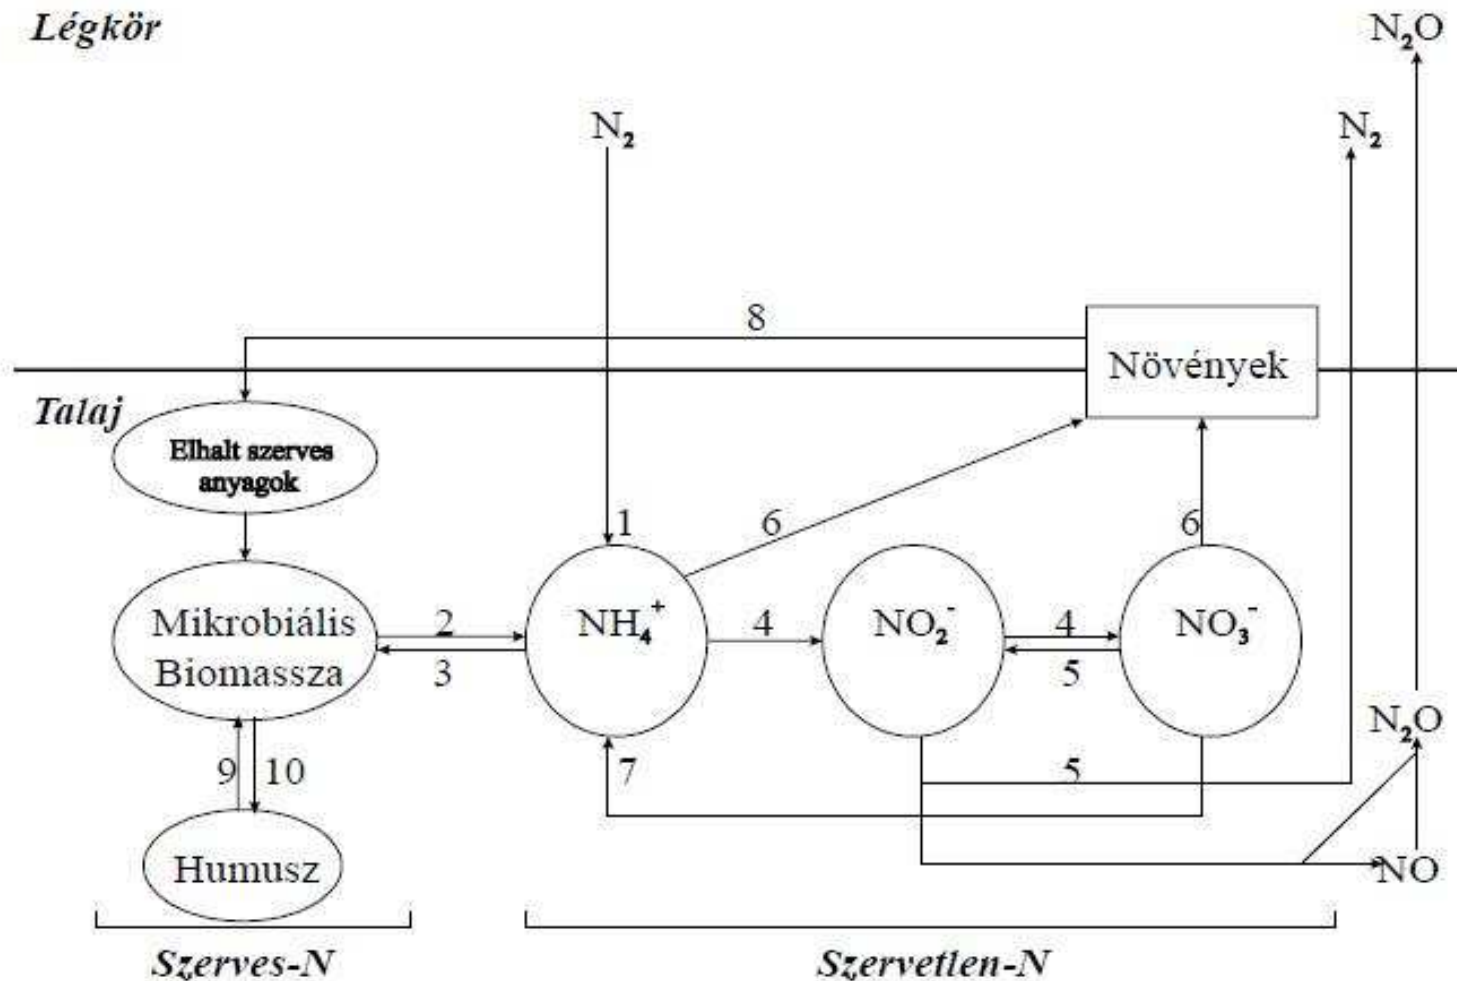 Légkör
N₂O
N₂
N₂
8
Növények
Talaj
Elhalt szerves
anyagok
1
6
6
Mikrobiális
Biomassza
2
3
NH₄⁺
4
NO₂⁻
4
5
NO₃⁻
N₂O
9
10
7
5
Humusz
NO
Szerves-N
Szervetlen-N